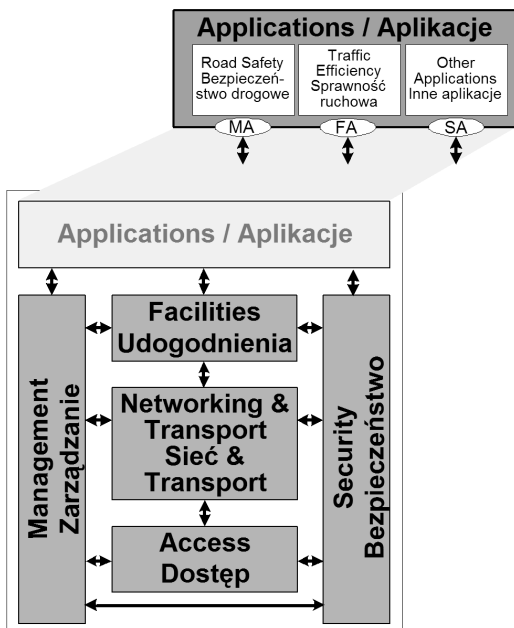 Applications / Aplikacje
Road Safety
Bezpieczeń-
stwo drogowe
Traffic
Efficiency
Sprawność
ruchowa
Other
Applications
Inne aplikacje
MA
FA
SA
Applications / Aplikacje
Management
Zarządzanie
Facilities
Udogodnienia
Networking &
Transport
Sieć &
Transport
Access
Dostęp
Security
Bezpieczeństwo